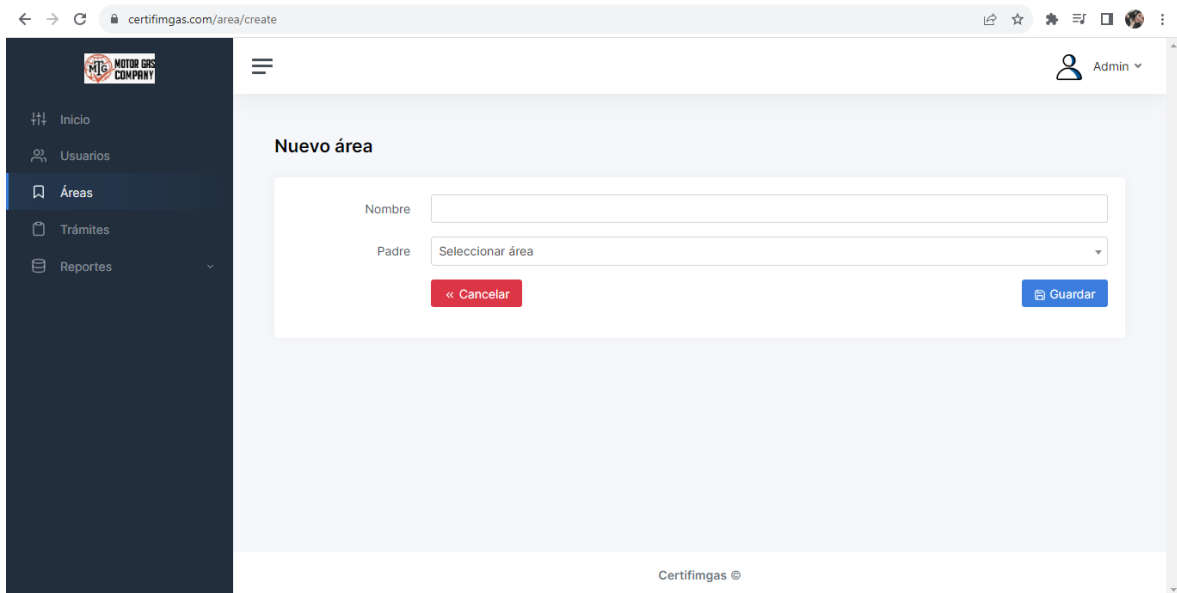 certifimgas.com/area/create
MTG MOTOR GAS
COMPANY
Admin
Inicio
Usuarios
Áreas
Trámites
Reportes
Nuevo área
Nombre
Padre Seleccionar área
« Cancelar Guardar
Certifimgas ©